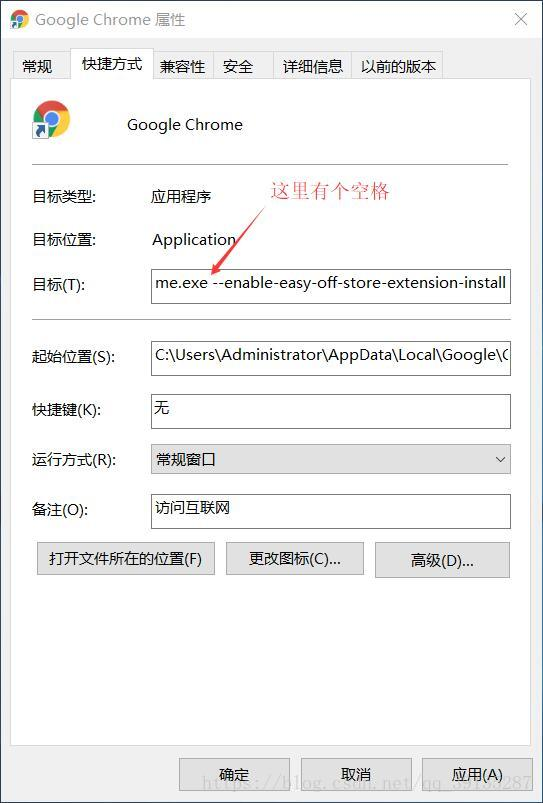 Google Chrome 属性
常规 快捷方式 兼容性 安全 详细信息 以前的版本
Google Chrome
这里有个空格
目标类型: 应用程序
目标位置: Application
目标(T): me.exe --enable-easy-off-store-extension-install
起始位置(S): C:\Users\Administrator\AppData\Local\Google\C
快捷键(K): 无
运行方式(R): 常规窗口
备注(O): 访问互联网
打开文件所在的位置(F) 更改图标(C)... 高级(D)...
确定 取消 应用(A)
https://blog.csdn.net/qq_39193287